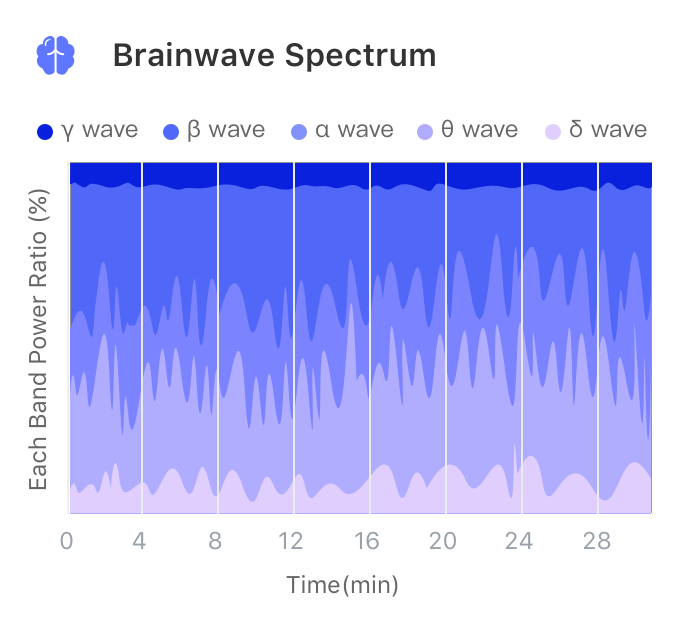 Brainwave Spectrum
γ wave β wave α wave θ wave δ wave
Each Band Power Ratio (%)
0 4 8 12 16 20 24 28
Time(min)